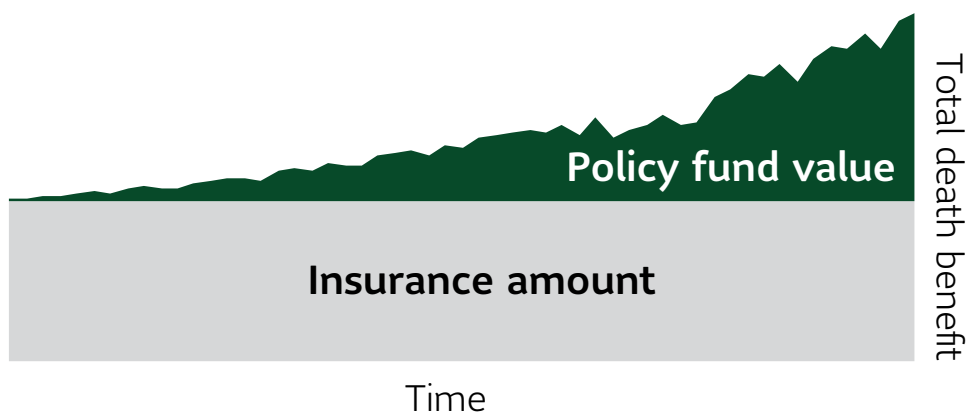 Policy fund value
Insurance amount
Total death benefit
Time